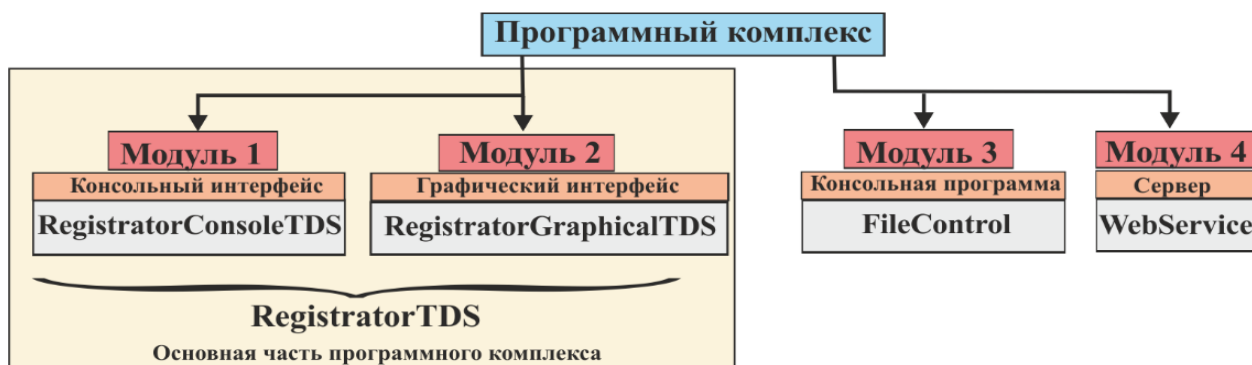 Программный комплекс
Модуль 1
Консольный интерфейс
RegistratorConsoleTDS
Модуль 2
Графический интерфейс
RegistratorGraphicalTDS
Модуль 3
Консольная программа
FileControl
Модуль 4
Сервер
WebService
RegistratorTDS
Основная часть программного комплекса